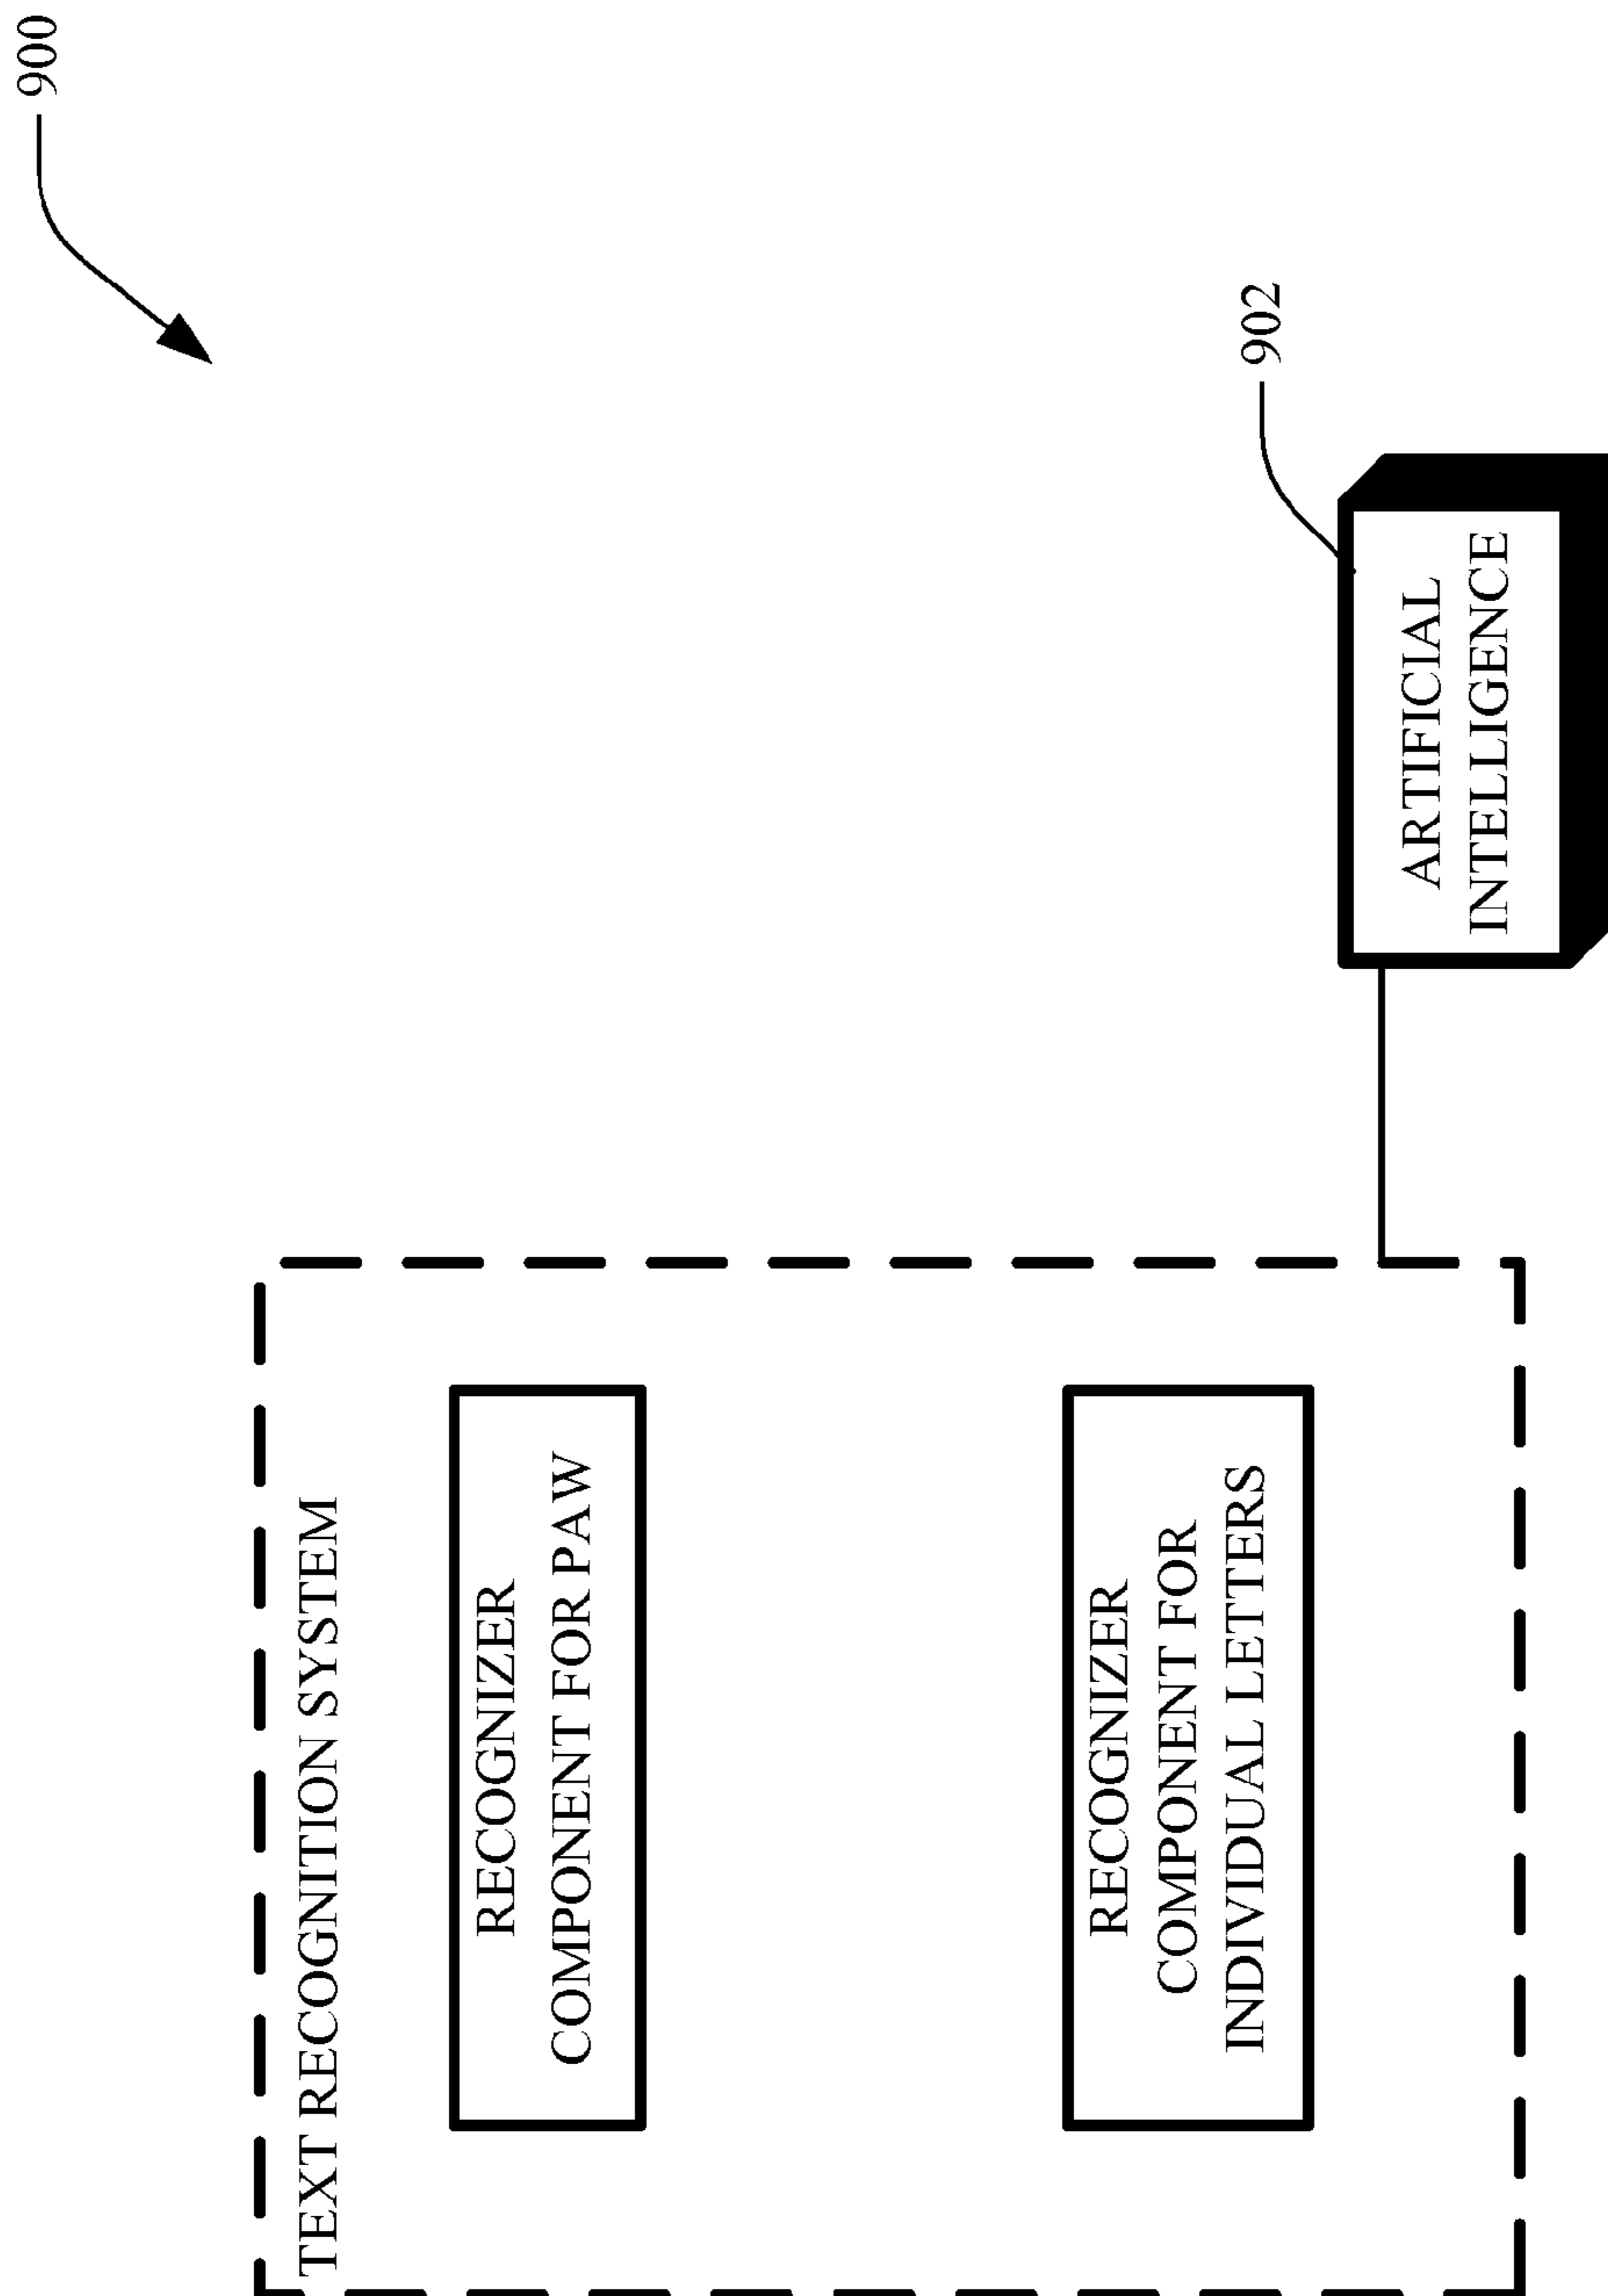 900
TEXT RECOGNITION SYSTEM
RECOGNIZER
COMPONENT FOR PAW
RECOGNIZER
COMPONENT FOR
INDIVIDUAL LETTERS
902
ARTIFICIAL
INTELLIGENCE